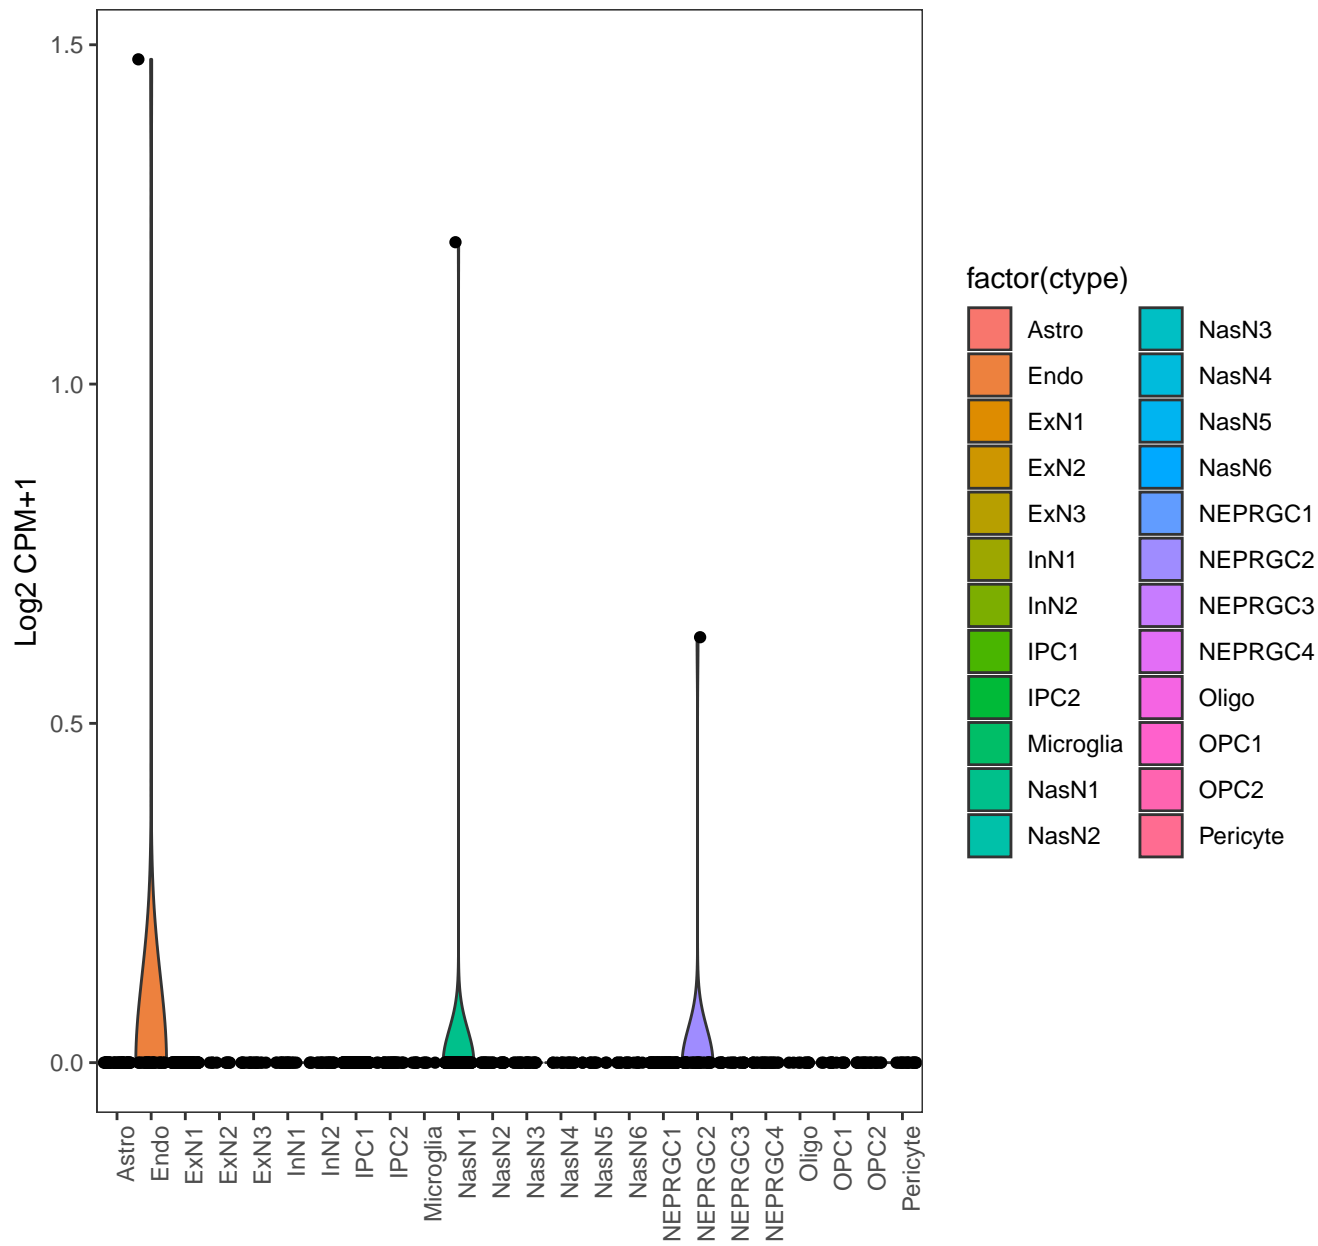 1.5
1.0
0.5
0.0
Log2 CPM+1
Astro
Endo
ExN1
ExN2
ExN3
InN1
InN2
IPC1
IPC2
Microglia
NasN1
NasN2
NasN3
NasN4
NasN5
NasN6
NEPRGC1
NEPRGC2
NEPRGC3
NEPRGC4
Oligo
OPC1
OPC2
Pericyte
factor(ctype)
Astro
Endo
ExN1
ExN2
ExN3
InN1
InN2
IPC1
IPC2
Microglia
NasN1
NasN2
NasN3
NasN4
NasN5
NasN6
NEPRGC1
NEPRGC2
NEPRGC3
NEPRGC4
Oligo
OPC1
OPC2
Pericyte